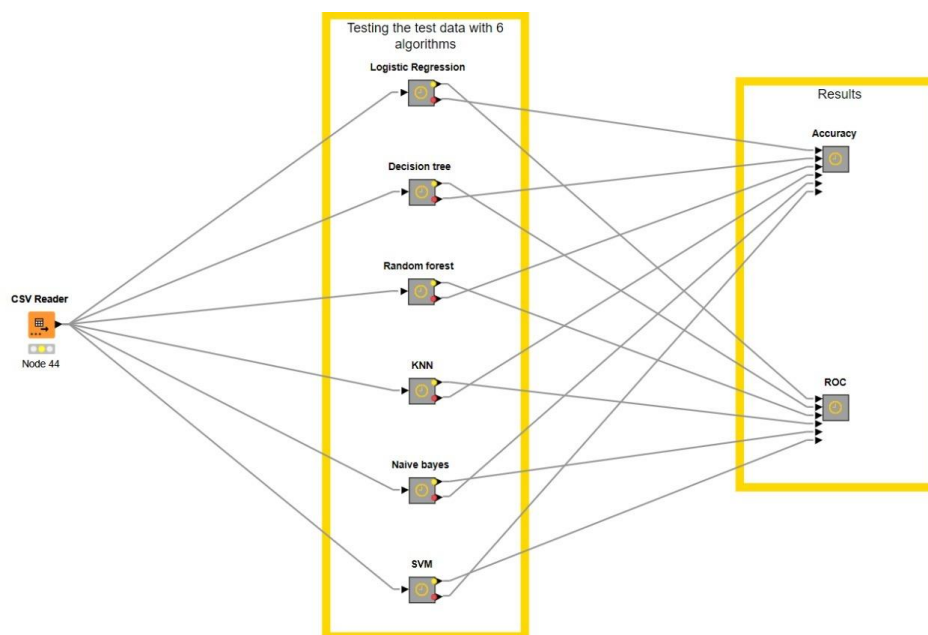 Testing the test data with 6
algorithms
Logistic Regression
Results
Accuracy
Decision tree
Random forest
CSV Reader
Node 44
KNN
ROC
Naive bayes
SVM